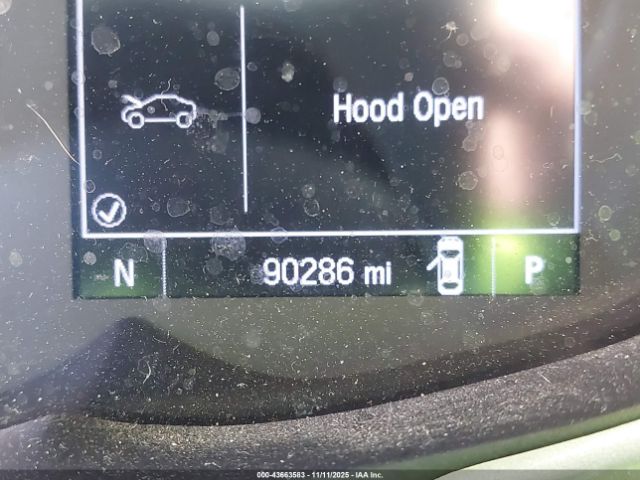 Hood Open
N 90286 mi P
000-43663583 - 11/11/2025 - IAA Inc.